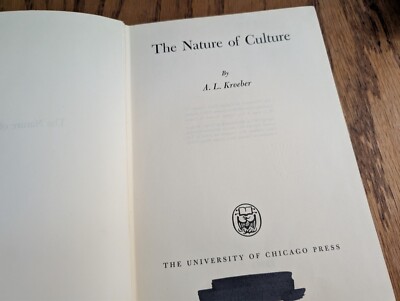 The Nature of Culture
By
A. L. Kroeber
THE UNIVERSITY OF CHICAGO PRESS